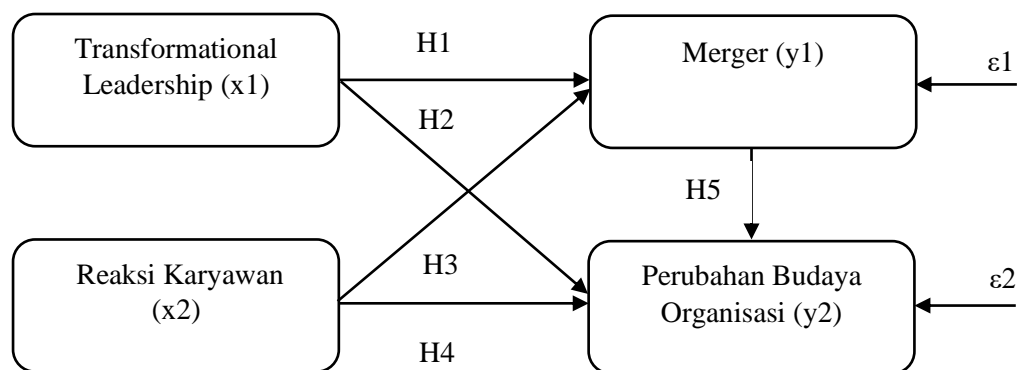 Transformational
Leadership (x1)
H1
Merger (y1)
ε1
H2
H5
Reaksi Karyawan
(x2)
H3
Perubahan Budaya
Organisasi (y2)
ε2
H4